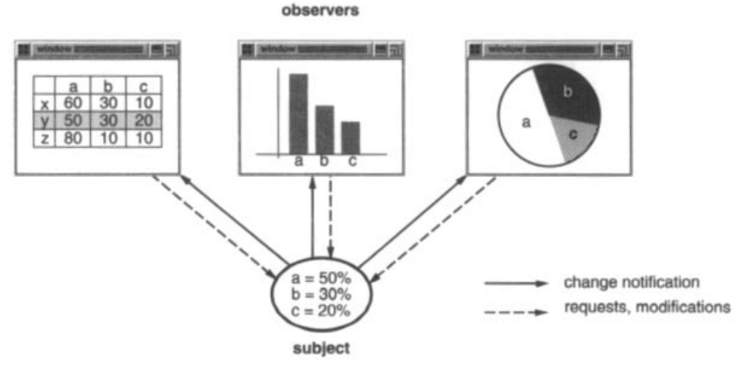 observers
window
window
window
a b c
x 60 30 10
y 50 30 20
z 80 10 10
a b c
a
b
c
a = 50%
b = 30%
c = 20%
subject
change notification
requests, modifications